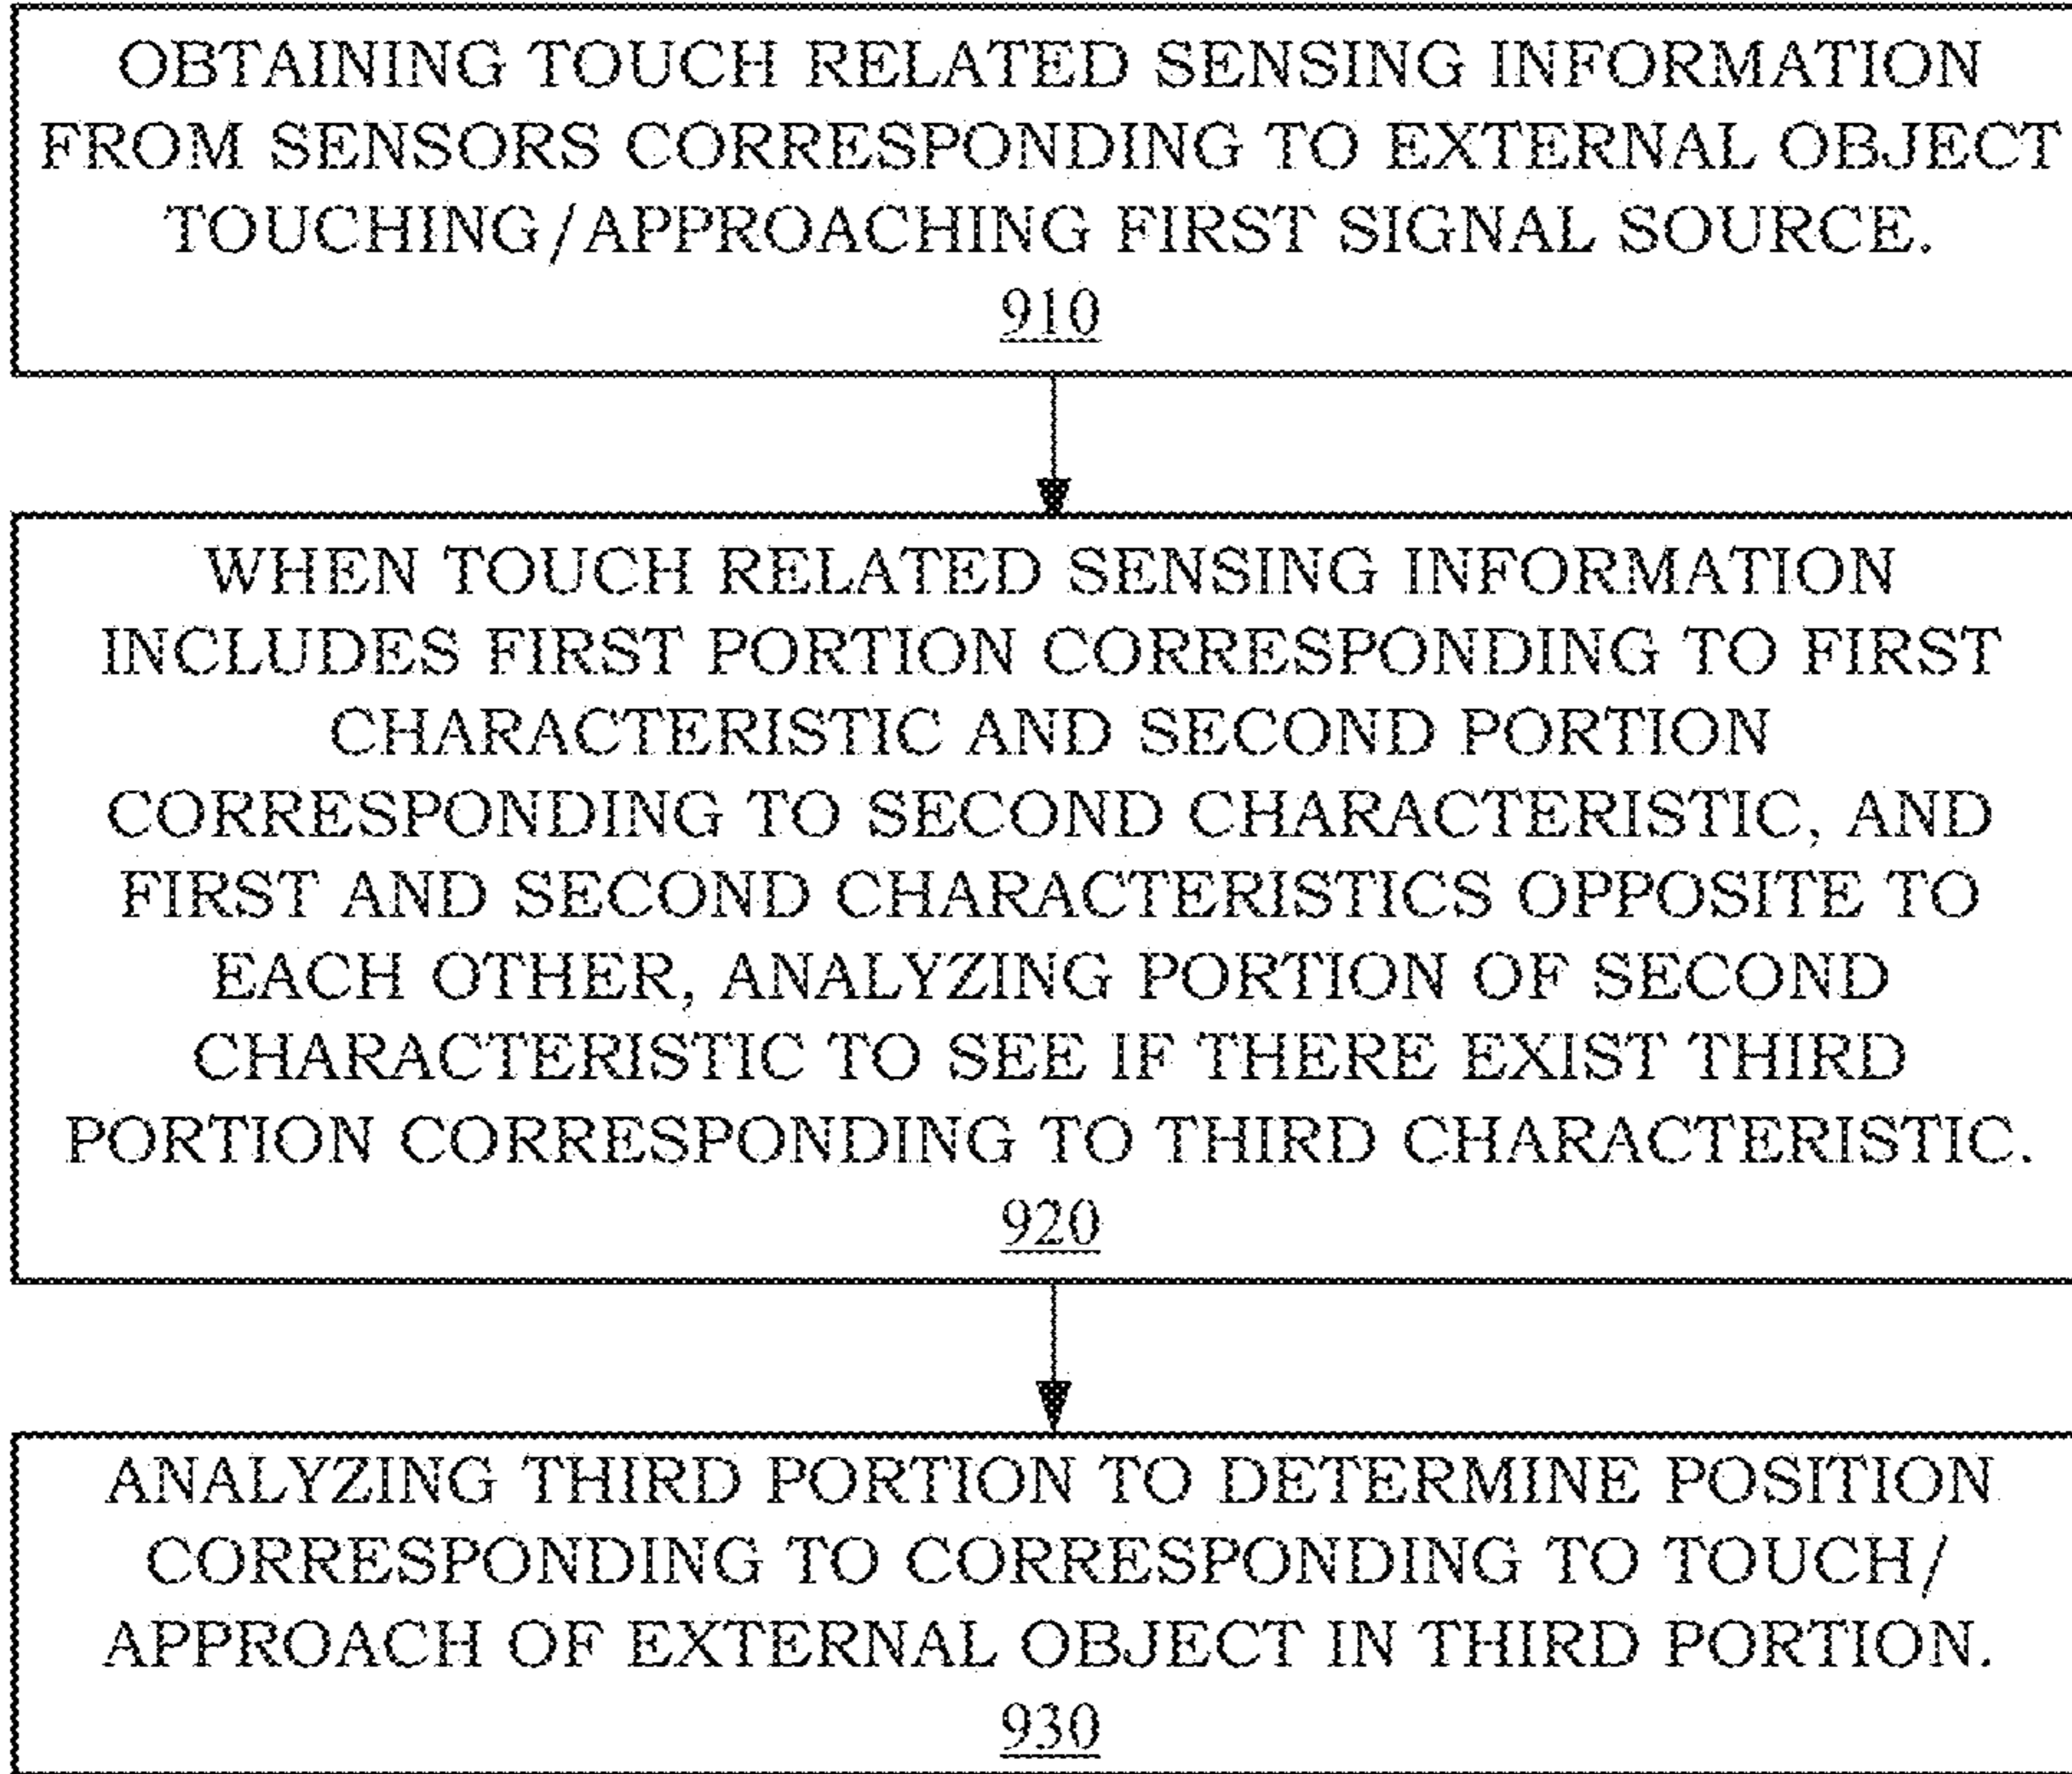 OBTAINING TOUCH RELATED SENSING INFORMATION
FROM SENSORS CORRESPONDING TO EXTERNAL OBJECT
TOUCHING/APPROACHING FIRST SIGNAL SOURCE.
910
WHEN TOUCH RELATED SENSING INFORMATION
INCLUDES FIRST PORTION CORRESPONDING TO FIRST
CHARACTERISTIC AND SECOND PORTION
CORRESPONDING TO SECOND CHARACTERISTIC, AND
FIRST AND SECOND CHARACTERISTICS OPPOSITE TO
EACH OTHER, ANALYZING PORTION OF SECOND
CHARACTERISTIC TO SEE IF THERE EXIST THIRD
PORTION CORRESPONDING TO THIRD CHARACTERISTIC.
920
ANALYZING THIRD PORTION TO DETERMINE POSITION
CORRESPONDING TO CORRESPONDING TO TOUCH/
APPROACH OF EXTERNAL OBJECT IN THIRD PORTION.
930